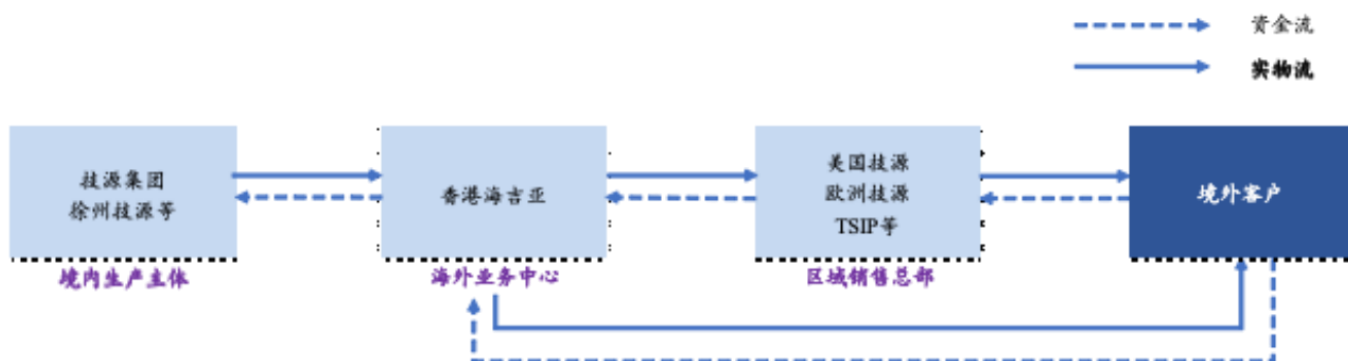 资金流
实物流
技源集团
徐州技源等
香港海吉亚
美国技源
欧洲技源
TSIP等
境外客户
境内生产主体
海外业务中心
区域销售总部